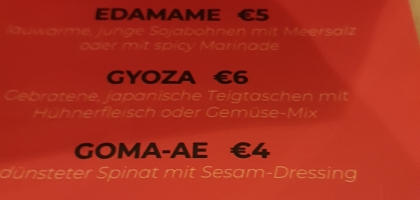 EDAMAME €5
lauwarme, junge Sojabohnen mit Meersalz
oder mit spicy Marinade
GYOZA €6
Gebratene, japanische Teigtaschen mit
Hühnerfleisch oder Gemüse-Mix
GOMA-AE €4
dünsteter Spinat mit Sesam-Dressing